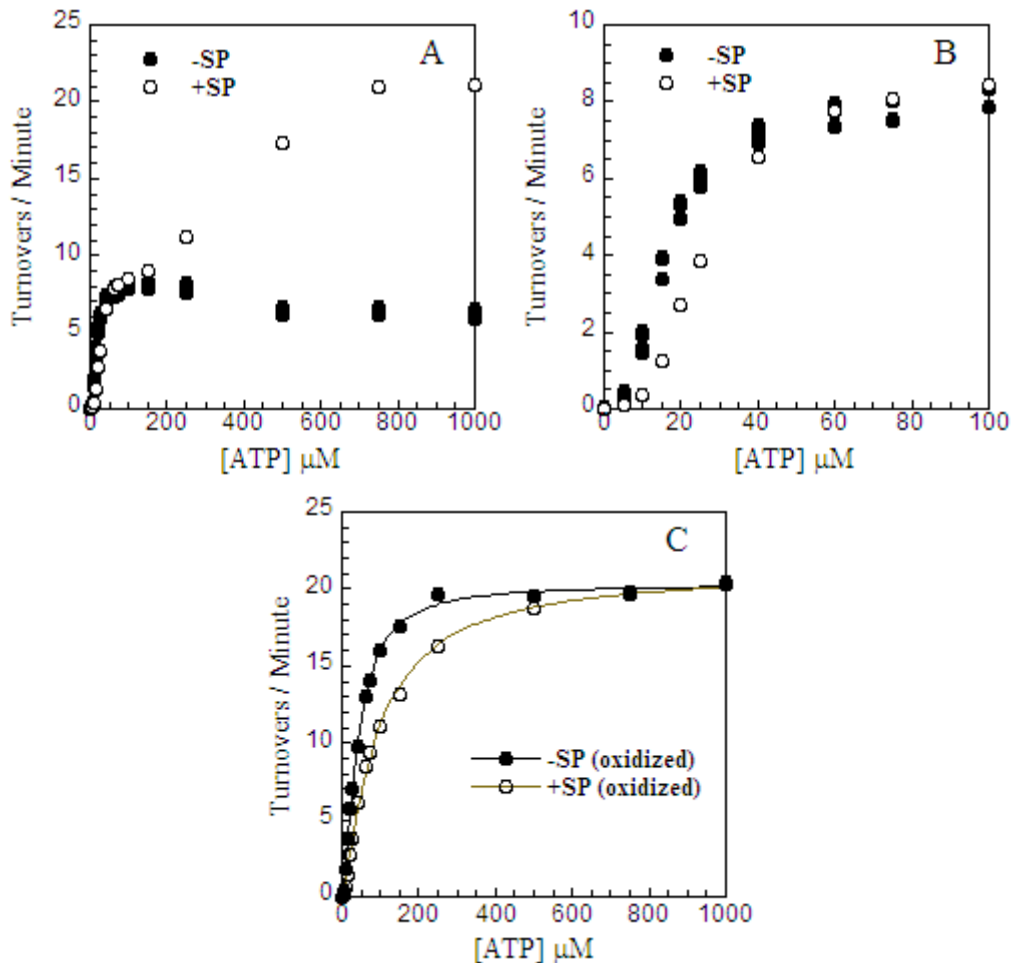 A
-SP
+SP
25
20
15
10
5
0
Turnovers / Minute
0 200 400 600 800 1000
[ATP] μM
B
-SP
+SP
10
8
6
4
2
0
Turnovers / Minute
0 20 40 60 80 100
[ATP] μM
C
25
20
15
10
5
0
Turnovers / Minute
-SP (oxidized)
+SP (oxidized)
0 200 400 600 800 1000
[ATP] μM